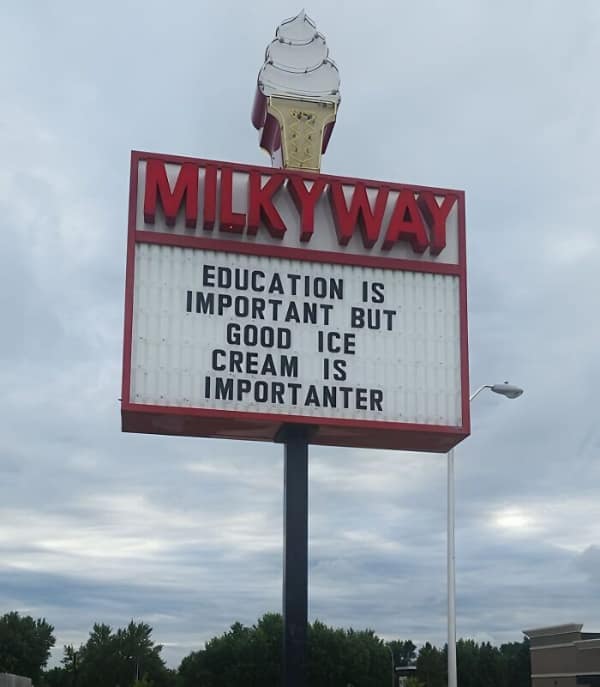 MILKYWAY
EDUCATION IS
IMPORTANT BUT
GOOD ICE
CREAM IS
IMPORTANTER